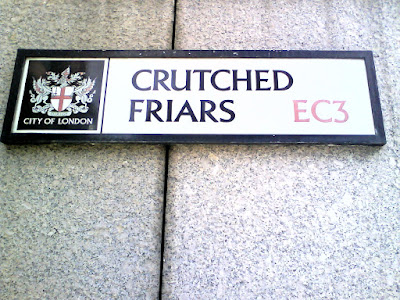 CRUTCHED
FRIARS EC3
CITY OF LONDON